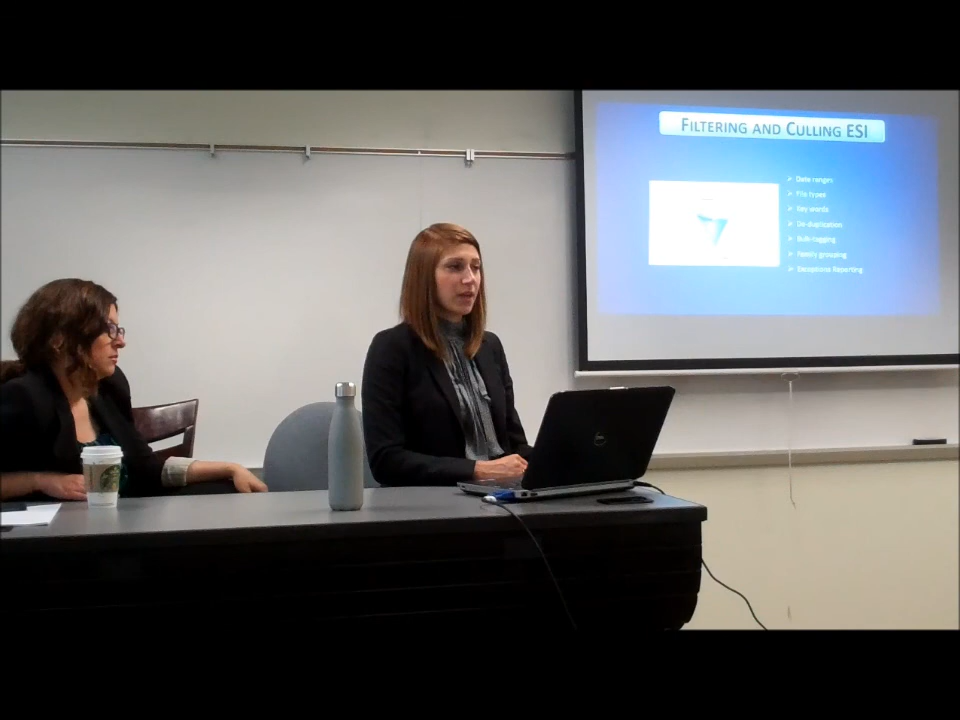 FILTERING AND CULLING ESI
Date ranges
File types
Key words
De-duplication
Bulk-tagging
Family grouping
Exceptions Reporting